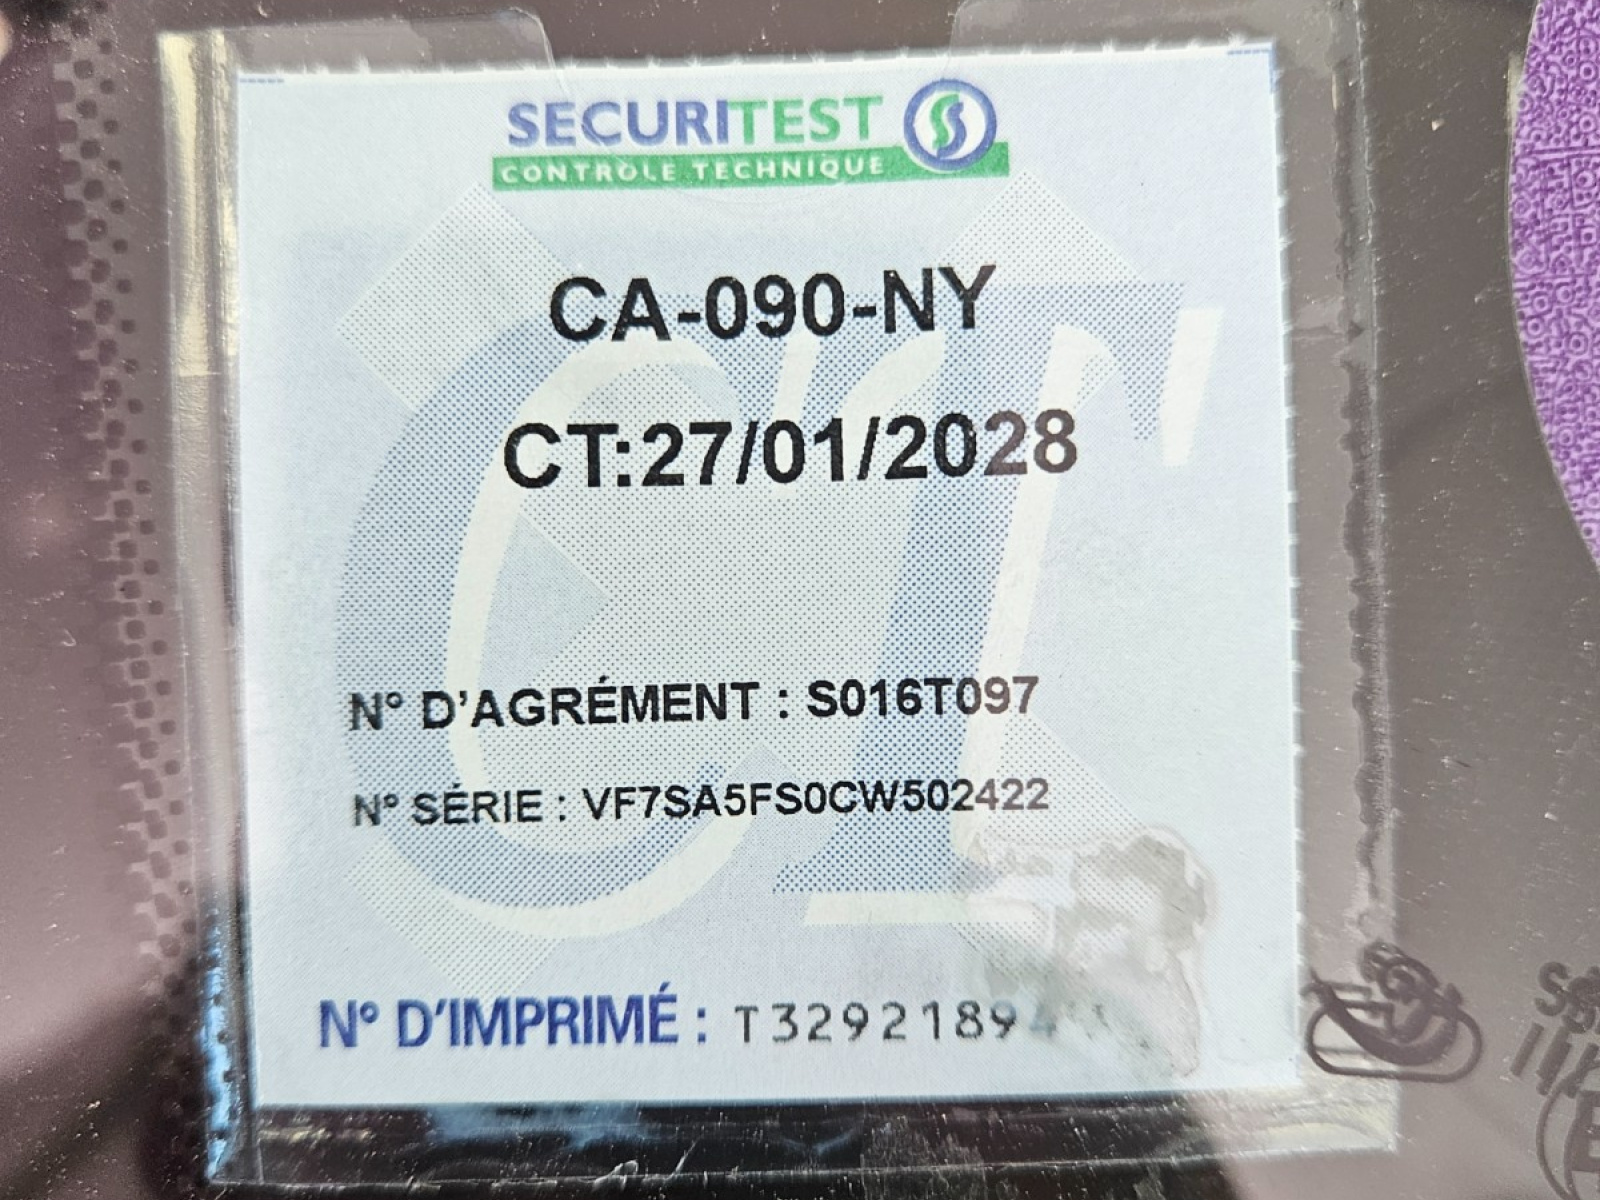 SECURITEST
CONTROLE TECHNIQUE
CA-090-NY
CT:27/01/2028
N° D'AGRÉMENT : S016T097
N° SÉRIE : VF7SA5FS0CW502422
N° D'IMPRIMÉ :